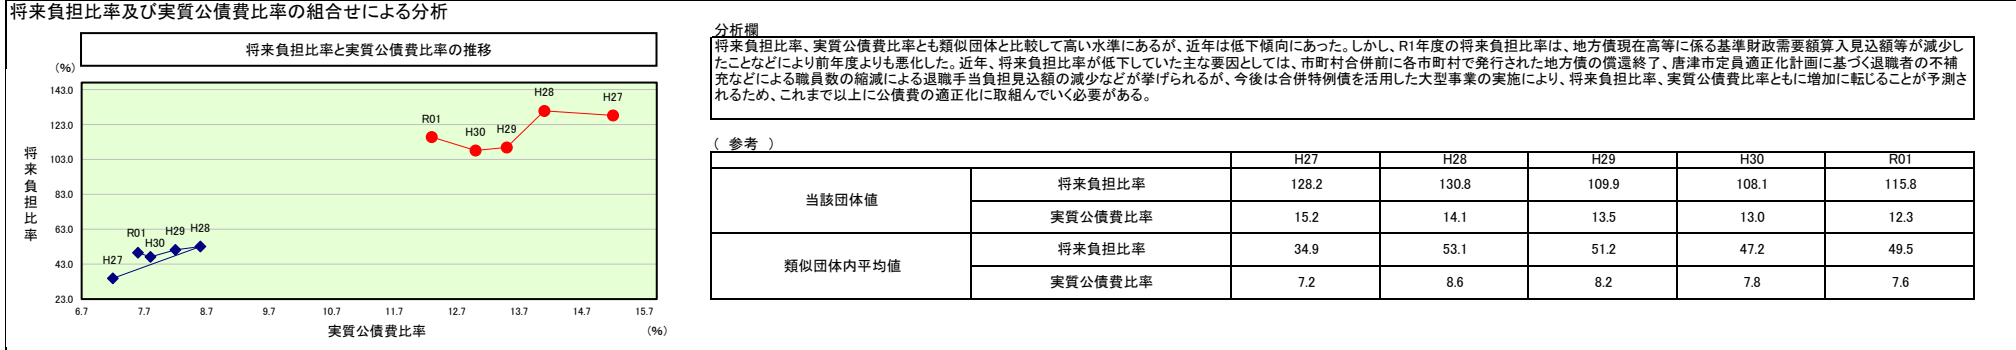 将来負担比率及び実質公債費比率の組合せによる分析
将来負担比率と実質公債費比率の推移
(%)
143.0
123.0
103.0
83.0
63.0
43.0
23.0
将来負担比率
H28
H27
R01
H30
H29
R01
H30
H29
H28
H27
6.7 7.7 8.7 9.7 10.7 11.7 12.7 13.7 14.7 15.7
実質公債費比率
(%)
分析欄
将来負担比率、実質公債費比率とも類似団体と比較して高い水準にあるが、近年は低下傾向にあった。しかし、R1年度の将来負担比率は、地方債現在高等に係る基準財政需要額算入見込額等が減少し
たことなどにより前年度よりも悪化した。近年、将来負担比率が低下していた主な要因としては、市町村合併前に各市町村で発行された地方債の償還終了、唐津市定員適正化計画に基づく退職者の不補
充などによる職員数の縮減による退職手当負担見込額の減少などが挙げられるが、今後は合併特例債を活用した大型事業の実施により、将来負担比率、実質公債費比率ともに増加に転じることが予測さ
れるため、これまで以上に公債費の適正化に取組んでいく必要がある。
( 参考 )
H27 H28 H29 H30 R01
当該団体値
将来負担比率 128.2 130.8 109.9 108.1 115.8
実質公債費比率 15.2 14.1 13.5 13.0 12.3
類似団体内平均値
将来負担比率 34.9 53.1 51.2 47.2 49.5
実質公債費比率 7.2 8.6 8.2 7.8 7.6